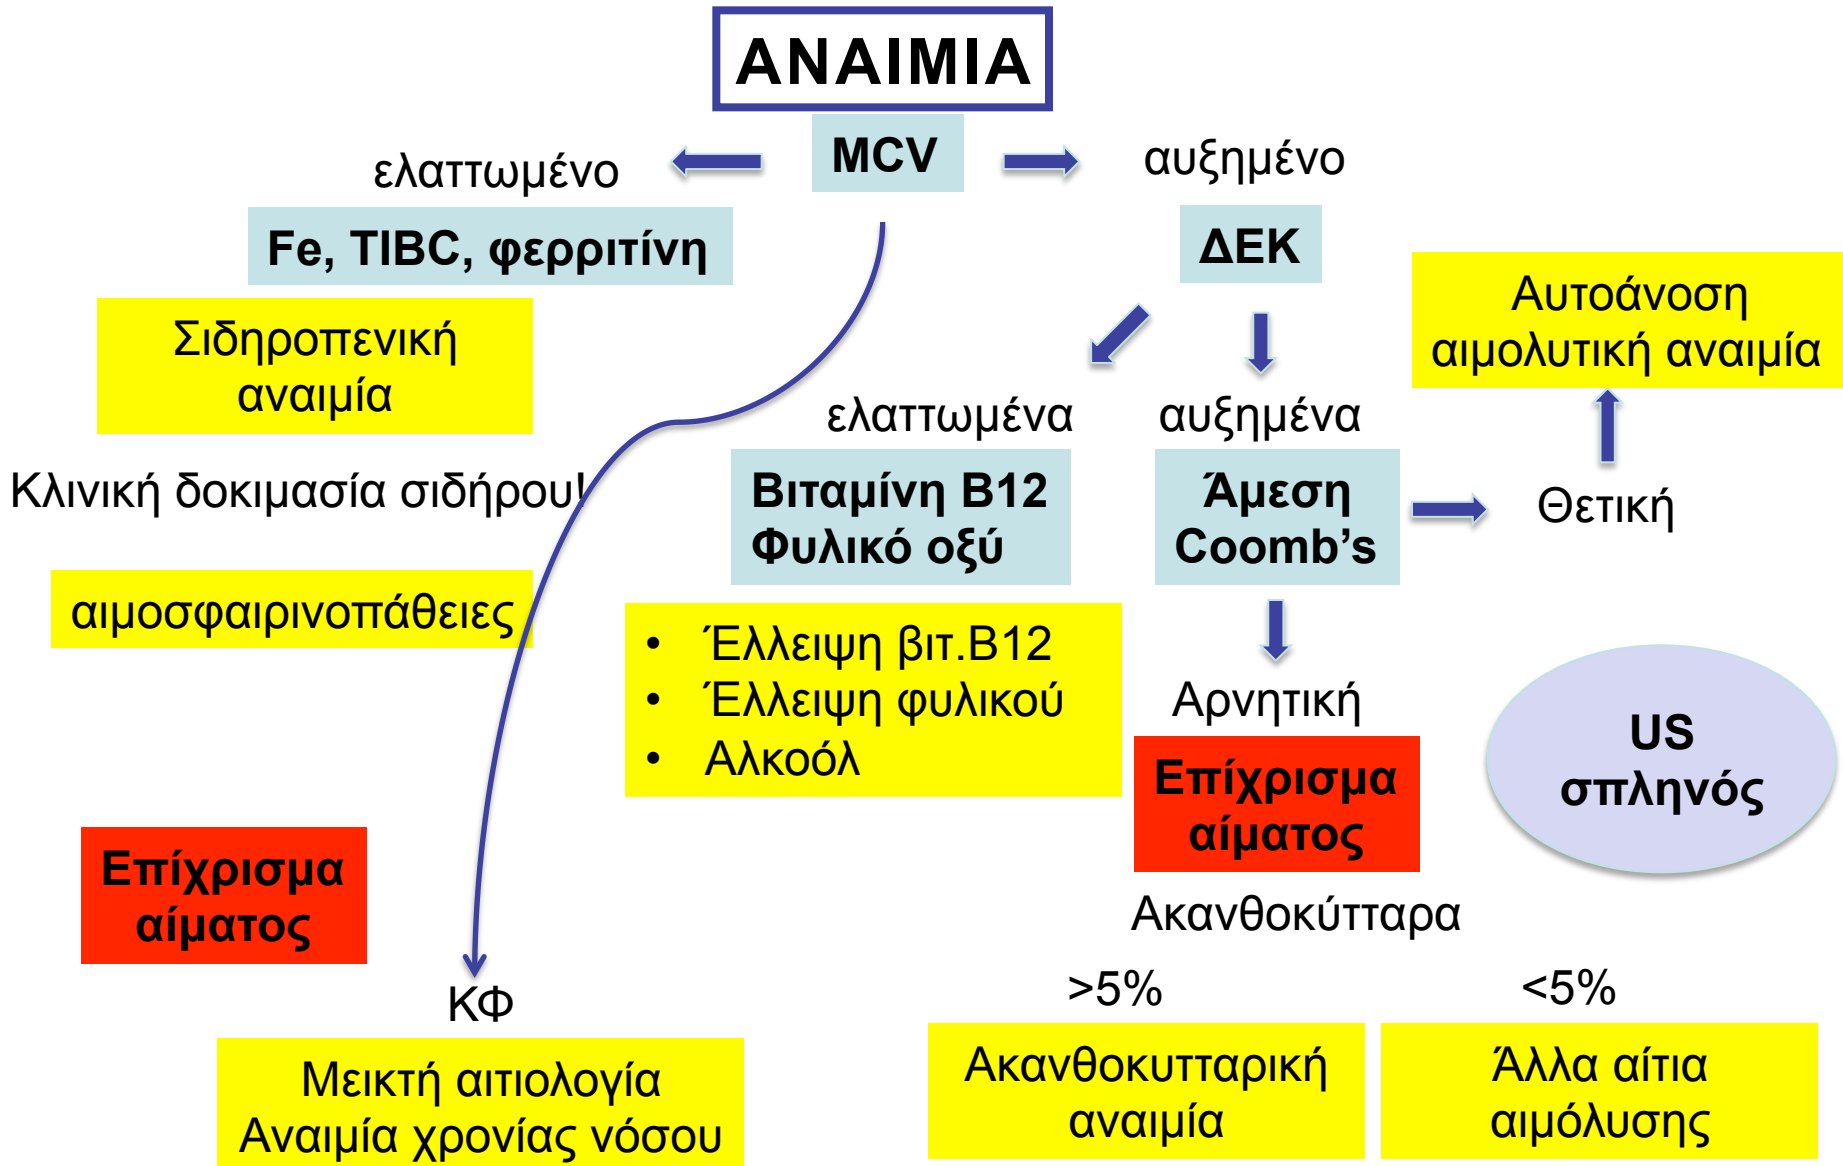 ΑΝΑΙΜΙΑ
MCV
ελαττωμένο
αυξημένο
Fe, TIBC, φερριτίνη
ΔΕΚ
Σιδηροπενική
αναιμία
Αυτοάνοση
αιμολυτική αναιμία
ελαττωμένα
αυξημένα
Κλινική δοκιμασία σιδήρου!
Βιταμίνη Β12
Φυλικό οξύ
Άμεση
Coomb’s
Θετική
αιμοσφαιρινοπάθειες
• Έλλειψη βιτ.Β12
• Έλλειψη φυλικού
• Αλκοόλ
Αρνητική
US
σπληνός
Επίχρισμα
αίματος
Επίχρισμα
αίματος
Ακανθοκύτταρα
ΚΦ
>5%
<5%
Μεικτή αιτιολογία
Αναιμία χρονίας νόσου
Ακανθοκυτταρική
αναιμία
Άλλα αίτια
αιμόλυσης